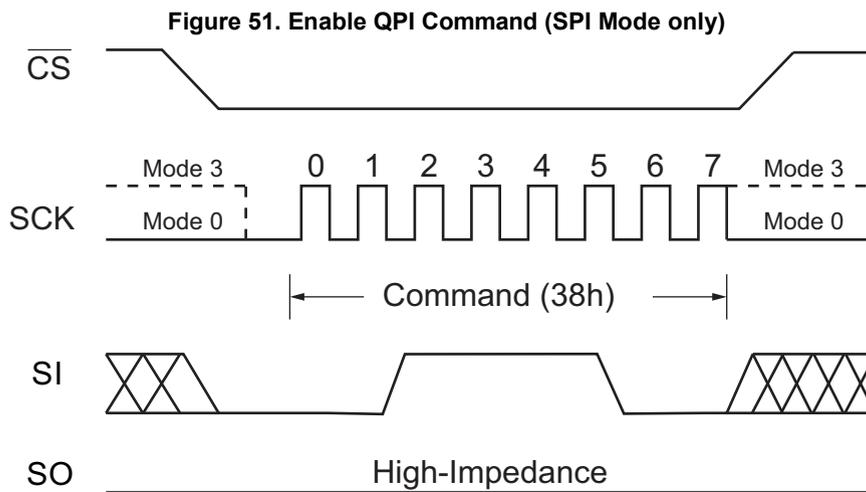 Figure 51. Enable QPI Command (SPI Mode only)
CS
0 1 2 3 4 5 6 7
Mode 3 Mode 3
SCK
Mode 0 Mode 0
Command (38h)
SI
SO High-Impedance